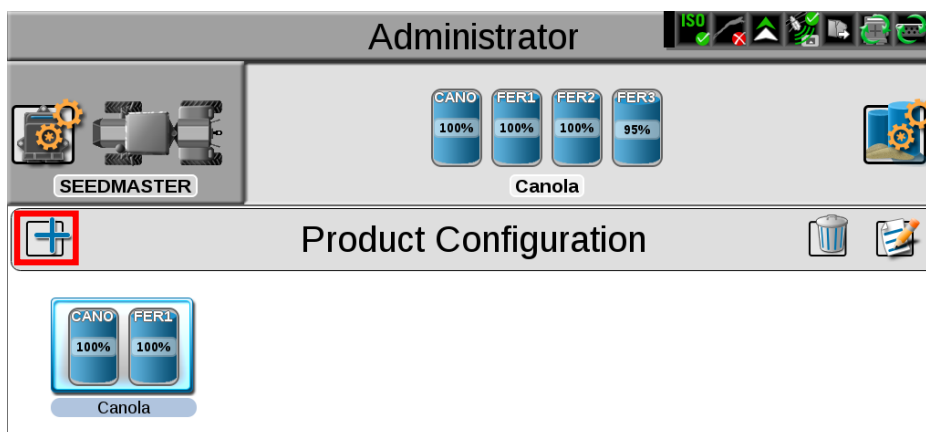 Administrator
ISO
CANO FER1 FER2 FER3
100% 100% 100% 95%
SEEDMASTER
Canola
Product Configuration
CANO FER1
100% 100%
Canola